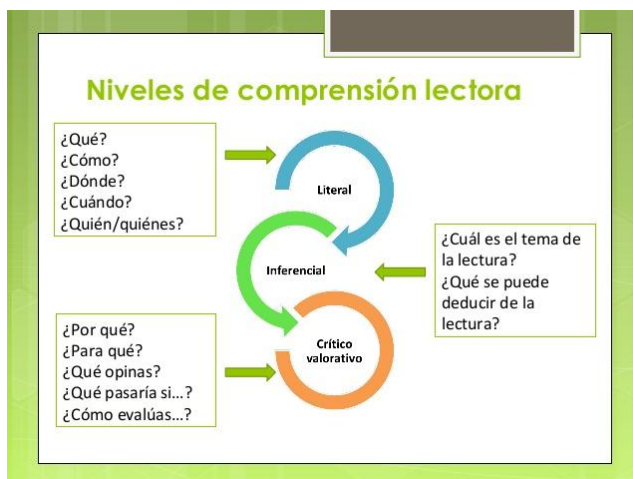 Niveles de comprensión lectora
¿Qué?
¿Cómo?
¿Dónde?
¿Cuándo?
¿Quién/quiénes?
Literal
Inferencial
¿Cuál es el tema de
la lectura?
¿Qué se puede
deducir de la
lectura?
¿Por qué?
¿Para qué?
¿Qué opinas?
¿Qué pasaría si...?
¿Cómo evalúas...?
Crítico
valorativo